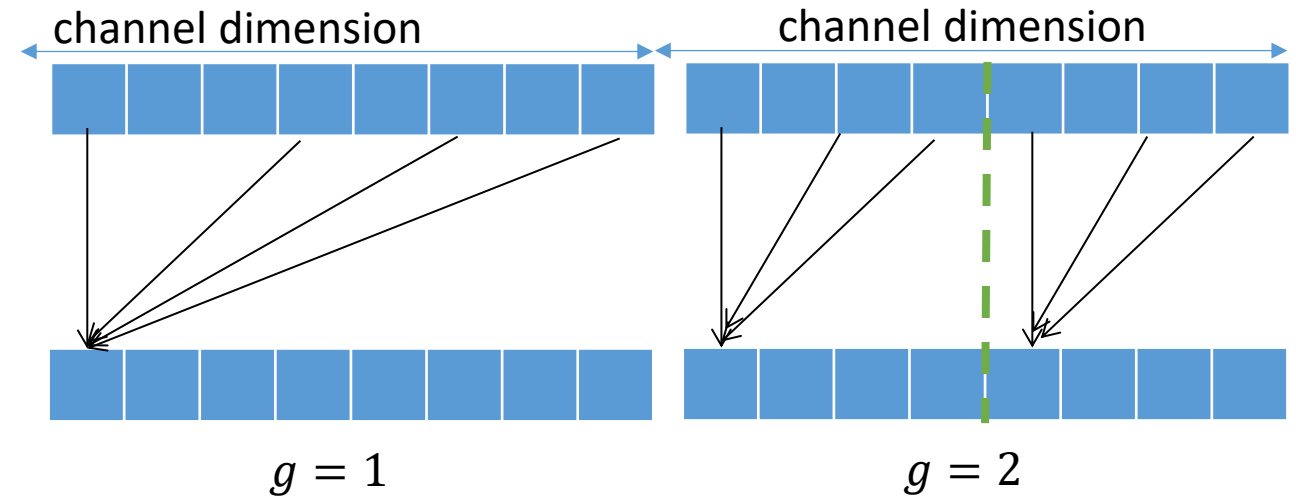 channel dimension
channel dimension
g = 1
g = 2